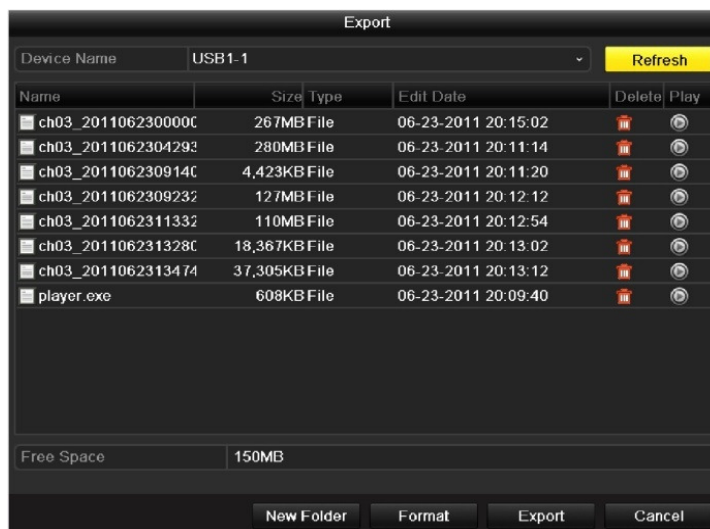 Export
Device Name USB1-1 Refresh
Name Size Type Edit Date Delete Play
ch03_201106230000C 267MB File 06-23-2011 20:15:02
ch03_2011062304293 280MB File 06-23-2011 20:11:14
ch03_201106230914C 4,423KB File 06-23-2011 20:11:20
ch03_2011062309232 127MB File 06-23-2011 20:12:12
ch03_2011062311332 110MB File 06-23-2011 20:12:54
ch03_201106231328C 18,367KB File 06-23-2011 20:13:02
ch03_2011062313474 37,305KB File 06-23-2011 20:13:12
player.exe 608KB File 06-23-2011 20:09:40
Free Space 150MB
New Folder Format Export Cancel